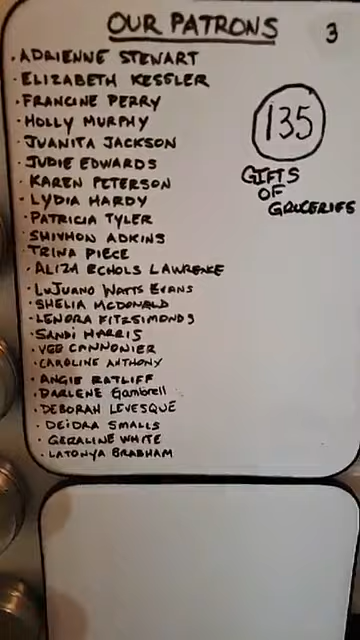 OUR PATRONS
3
• ADRIENNE STEWART
• ELIZABETH KESSLER
• FRANCINE PERRY
• HOLLY MURPHY
• JUANITA JACKSON
• JUDIE EDWARDS
• KAREN PETERSON
• LYDIA HARDY
• PATRICIA TYLER
• SHIVHON ADKINS
• TRINA PIECE
• ALIZA ECHOLS LAWRENCE
• LUJUANO WATTS EVANS
• SHELIA MCDONALD
• LENORA FITZSIMONDS
• SANDI HARRIS
• VEE CANNONIER
• CAROLINE ANTHONY
• ANGIE RATLIFF
• DARLENE Gambrell
• DEBORAH LEVESQUE
• DEIDRA SMALLS
• GERALINE WHITE
• LATONYA BRABHAM
135
GIFTS
OF
GROCERIES